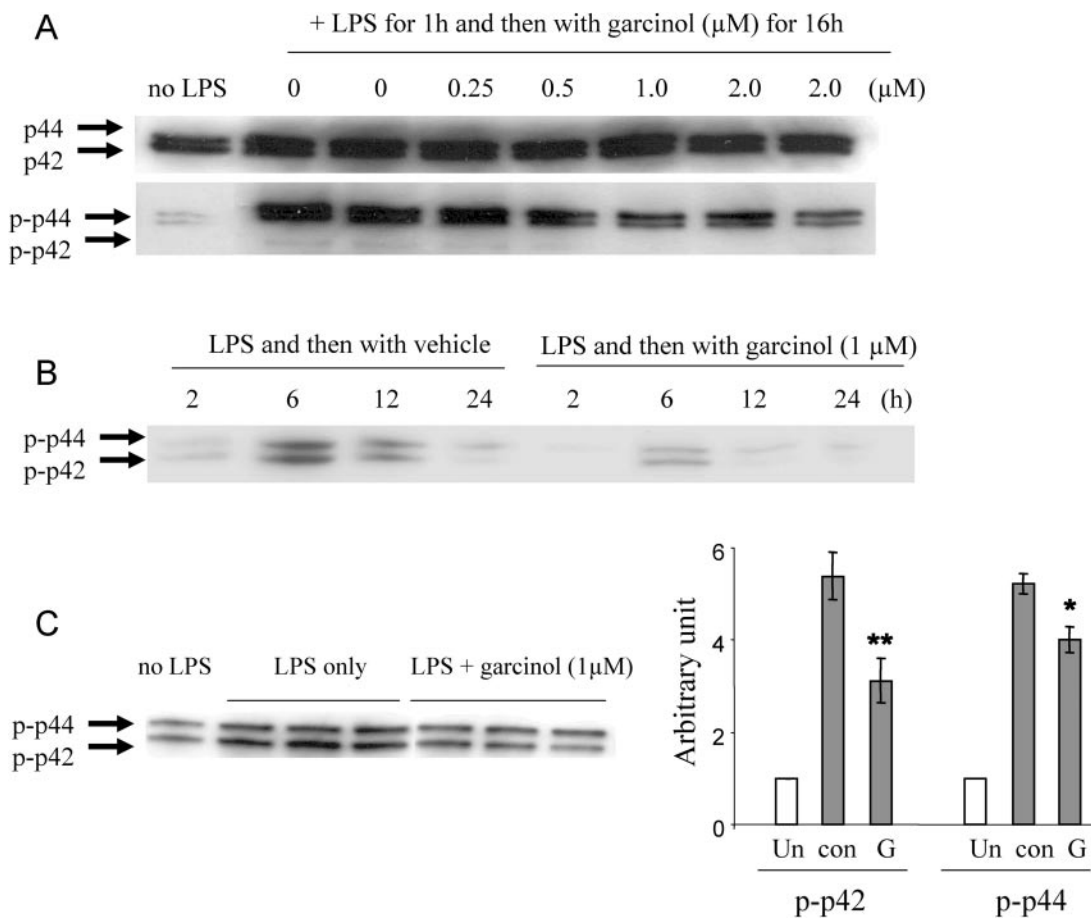 A
+ LPS for 1h and then with garcinol (µM) for 16h
no LPS 0 0 0.25 0.5 1.0 2.0 2.0 (µM)
p44
p42
p-p44
p-p42
B
LPS and then with vehicle LPS and then with garcinol (1 µM)
2 6 12 24 2 6 12 24 (h)
p-p44
p-p42
C
no LPS LPS only LPS + garcinol (1µM)
p-p44
p-p42
Arbitrary unit
6
4
2
0
** *
Un con G Un con G
p-p42 p-p44